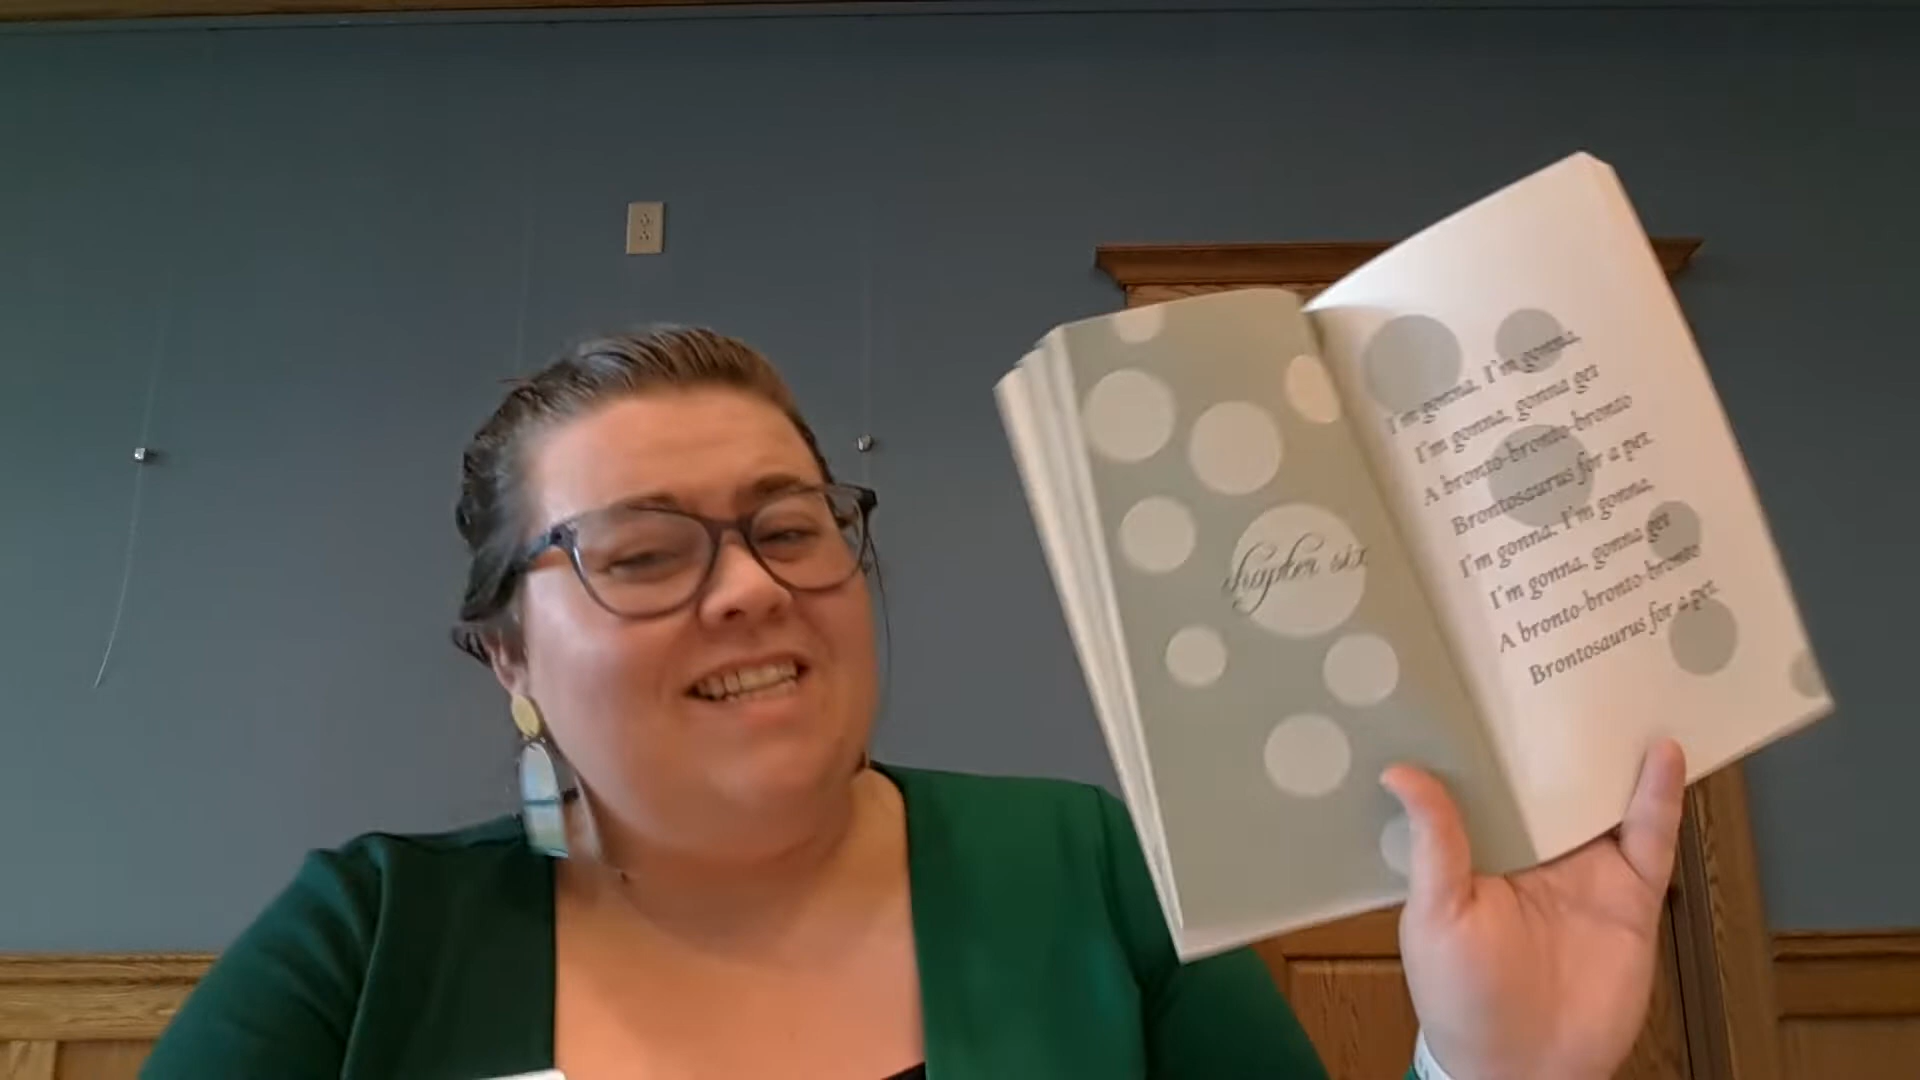 chapter six
I'm gonna, I'm gonna,
I'm gonna, gonna get
A bronto-bronto-bronto
Brontosaurus for a pet.
I'm gonna, I'm gonna,
I'm gonna, gonna get
A bronto-bronto-bronto
Brontosaurus for a pet.